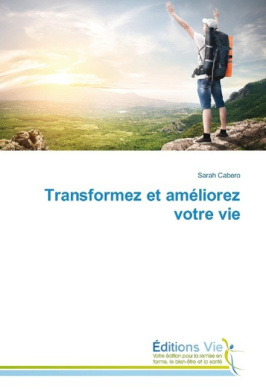 Sarah Cabero
Transformez et améliorez
votre vie
Éditions Vie
Votre édition pour la remise en
forme, le bien-être et la santé